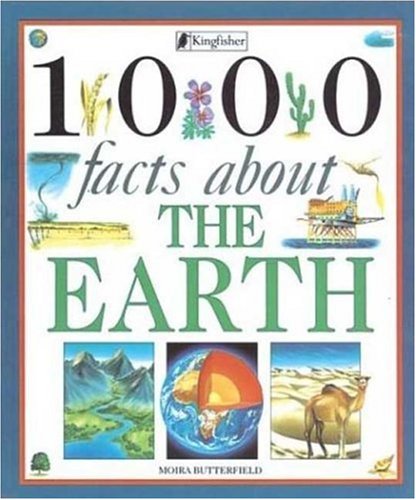 Kingfisher
1000
facts about
THE
EARTH
MOIRA BUTTERFIELD